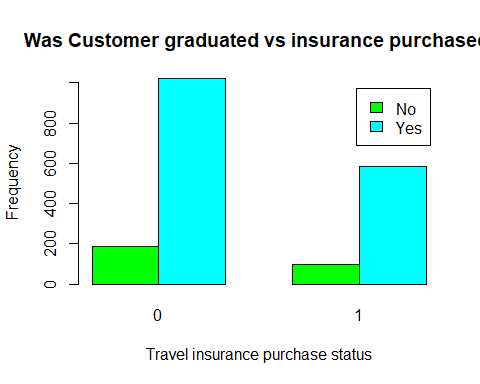 Was Customer graduated vs insurance purchased
No
Yes
Frequency
0
200
400
600
800
0
1
Travel insurance purchase status